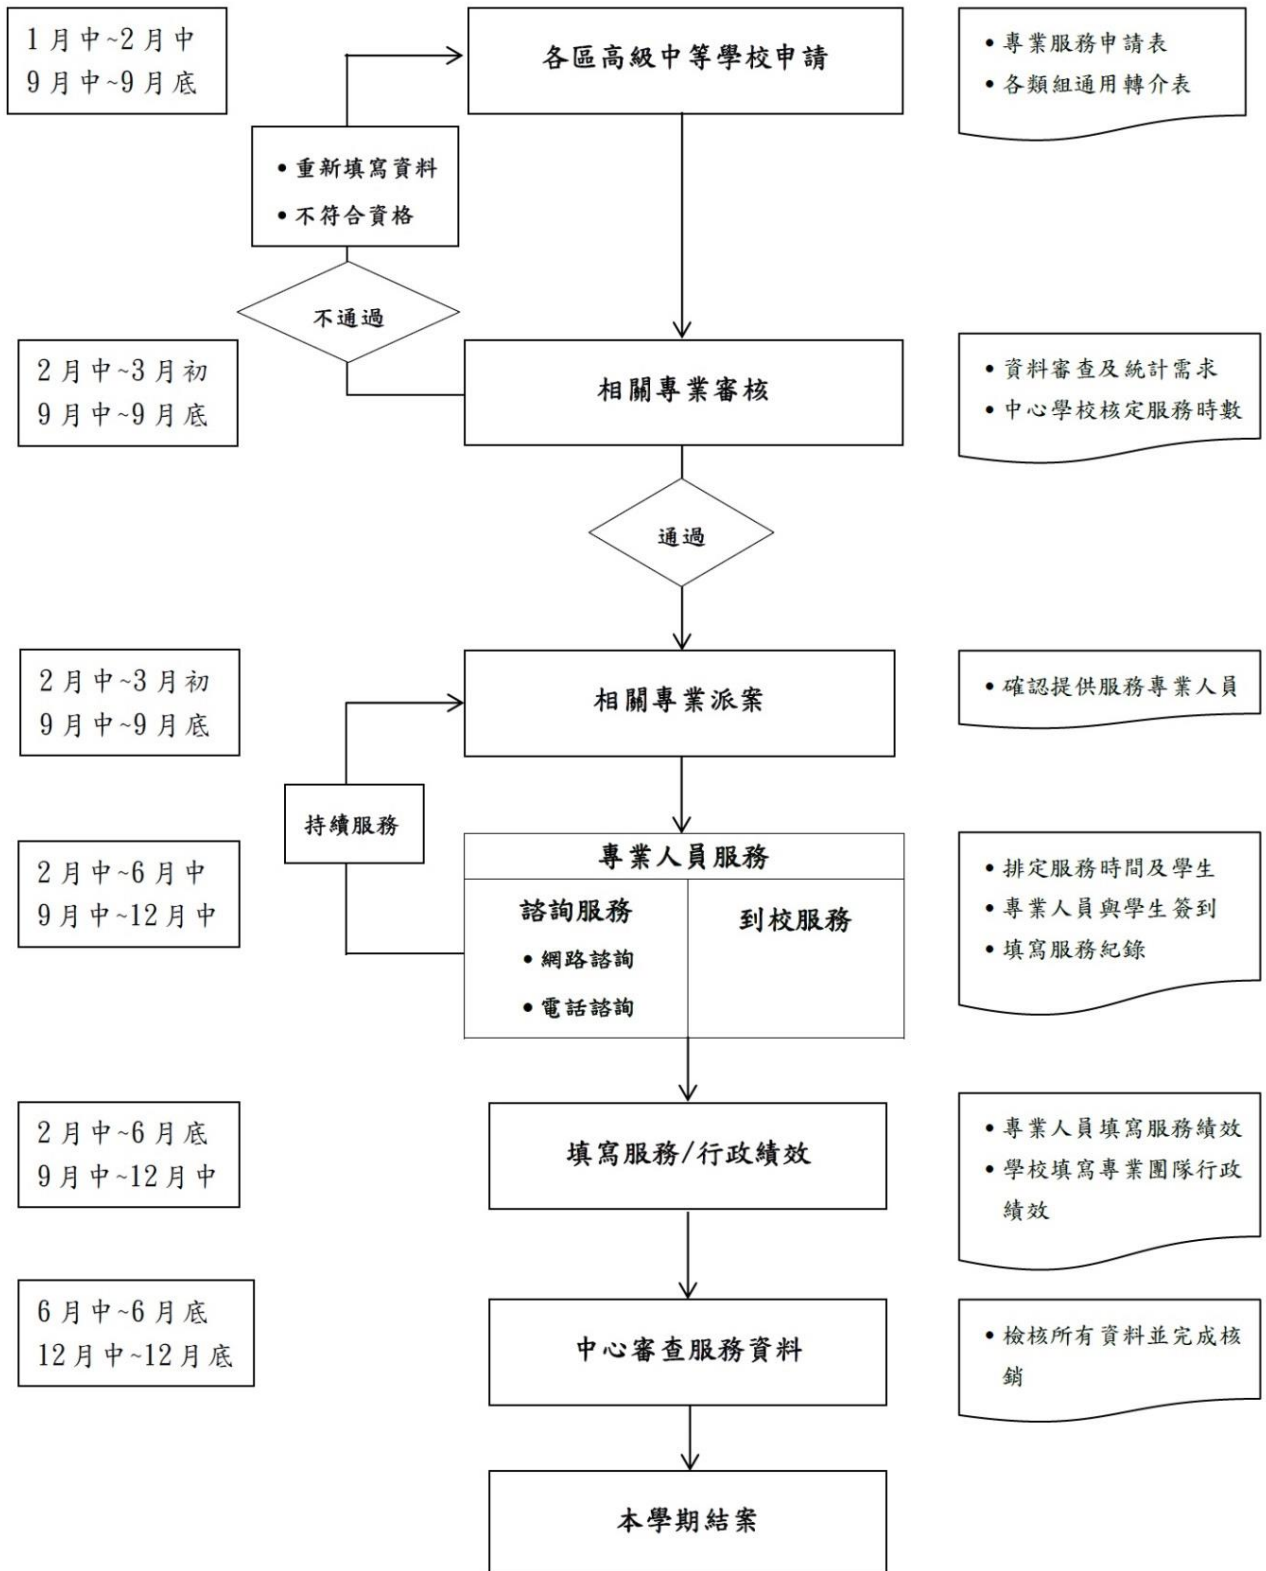 1月中~2月中
9月中~9月底
各區高級中等學校申請
• 專業服務申請表
• 各類組通用轉介表
• 重新填寫資料
• 不符合資格
不通過
2月中~3月初
9月中~9月底
相關專業審核
• 資料審查及統計需求
• 中心學校核定服務時數
通過
2月中~3月初
9月中~9月底
相關專業派案
• 確認提供服務專業人員
持續服務
2月中~6月中
9月中~12月中
專業人員服務
諮詢服務
• 網路諮詢
• 電話諮詢
到校服務
• 排定服務時間及學生
• 專業人員與學生簽到
• 填寫服務紀錄
2月中~6月底
9月中~12月中
填寫服務/行政績效
• 專業人員填寫服務績效
• 學校填寫專業團隊行政
績效
6月中~6月底
12月中~12月底
中心審查服務資料
• 檢核所有資料並完成核
銷
本學期結案